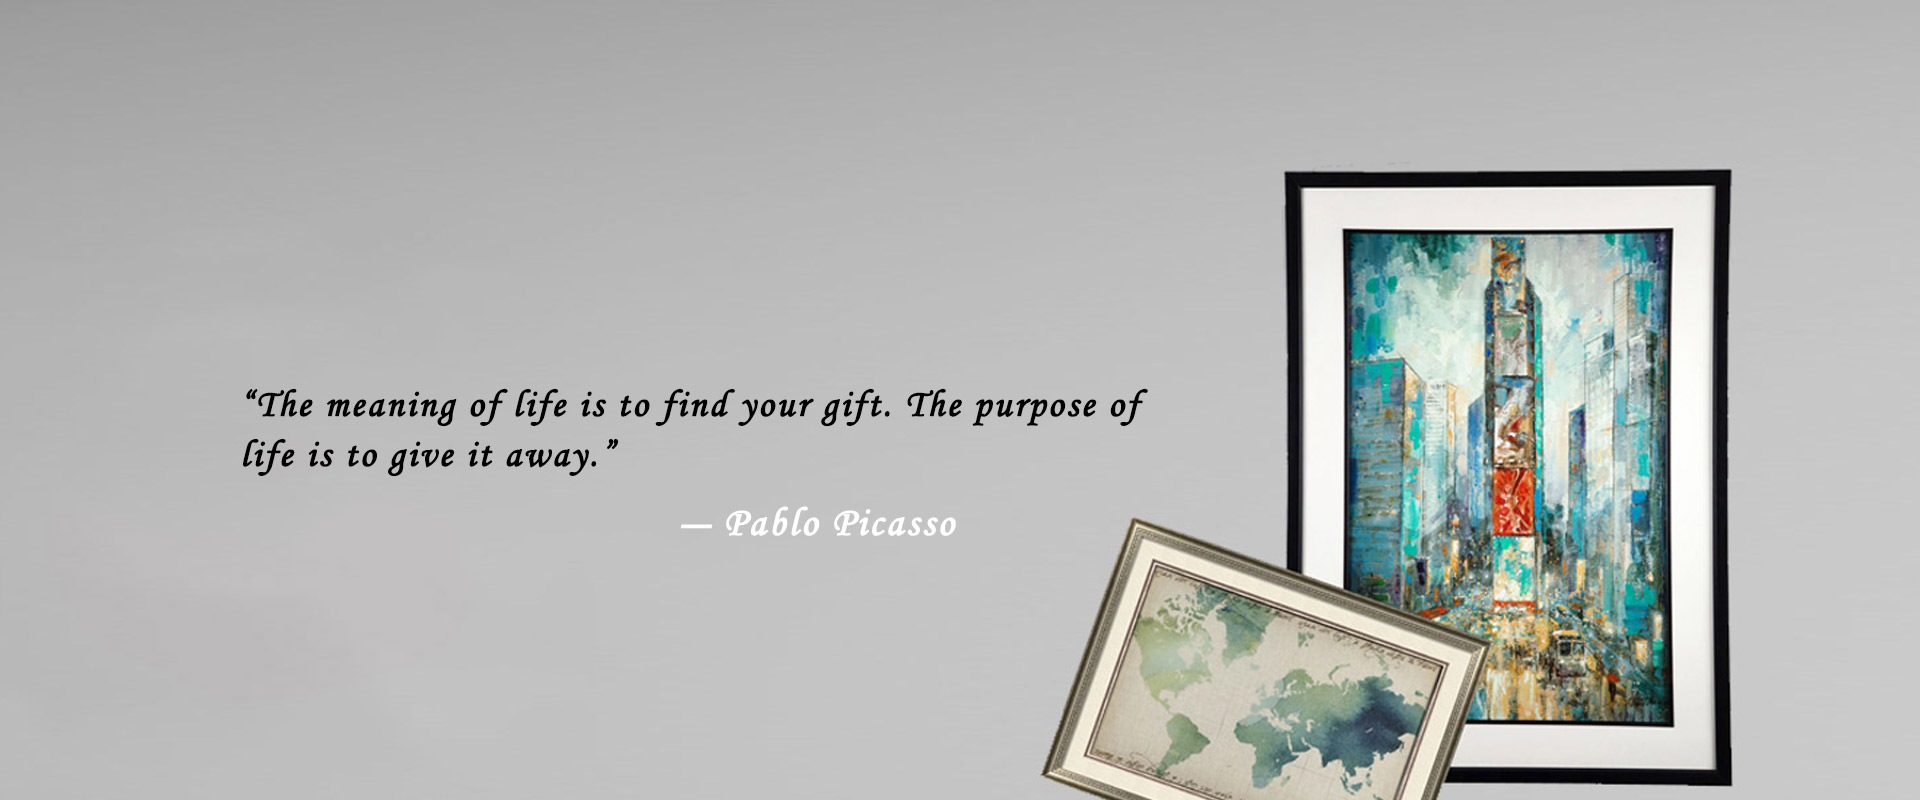 “The meaning of life is to find your gift. The purpose of
life is to give it away.”
— Pablo Picasso